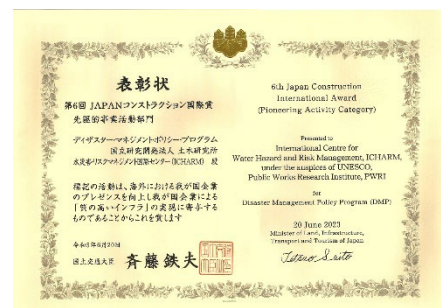 表彰状
第6回 JAPANコンストラクション国際賞
先駆的事業活動部門
ディザスター・マネジメント・ポリシー・プログラム
国立研究開発法人 土木研究所
水災害・リスクマネジメント国際センター(ICHARM) 殿
標記の活動は、海外における我が国企業
のプレゼンスを向上し我が国企業による
「質の高いインフラ」の実現に寄与する
ものであることからこれを賞します
令和5年6月20日
国土交通大臣 斉藤鉄夫
6th Japan Construction
International Award
(Pioneering Activity Category)
Presented to
International Centre for
Water Hazard and Risk Management, ICHARM,
under the auspices of UNESCO,
Public Works Research Institute, PWRI
for
Disaster Management Policy Program (DMP)
20 June 2023
Minister of Land, Infrastructure,
Transport and Tourism of Japan
Tetsuo Saito